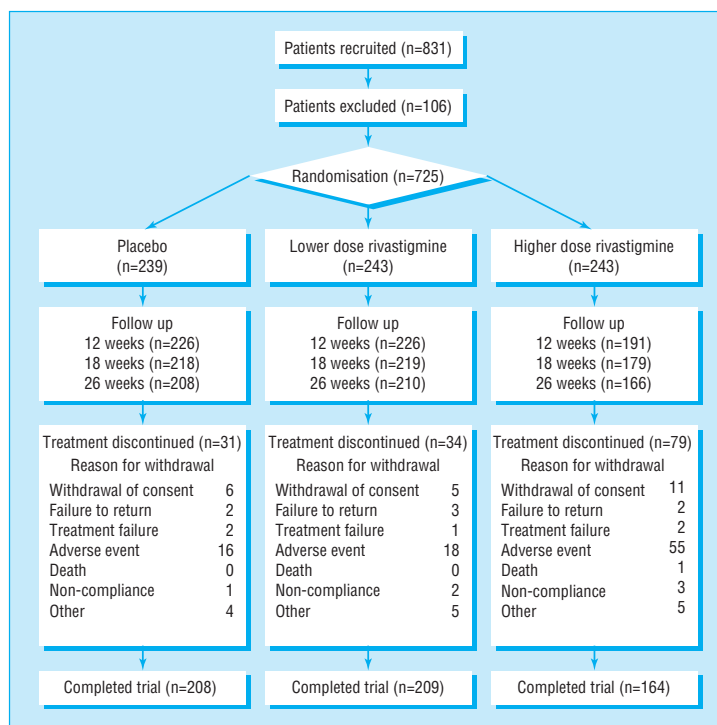 Patients recruited (n=831)
Patients excluded (n=106)
Randomisation (n=725)
Placebo
(n=239)
Lower dose rivastigmine
(n=243)
Higher dose rivastigmine
(n=243)
Follow up
12 weeks (n=226)
18 weeks (n=218)
26 weeks (n=208)
Follow up
12 weeks (n=226)
18 weeks (n=219)
26 weeks (n=210)
Follow up
12 weeks (n=191)
18 weeks (n=179)
26 weeks (n=166)
Treatment discontinued (n=31)
Reason for withdrawal
Withdrawal of consent 6
Failure to return 2
Treatment failure 2
Adverse event 16
Death 0
Non-compliance 1
Other 4
Treatment discontinued (n=34)
Reason for withdrawal
Withdrawal of consent 5
Failure to return 3
Treatment failure 1
Adverse event 18
Death 0
Non-compliance 2
Other 5
Treatment discontinued (n=79)
Reason for withdrawal
Withdrawal of consent 11
Failure to return 2
Treatment failure 2
Adverse event 55
Death 1
Non-compliance 3
Other 5
Completed trial (n=208)
Completed trial (n=209)
Completed trial (n=164)